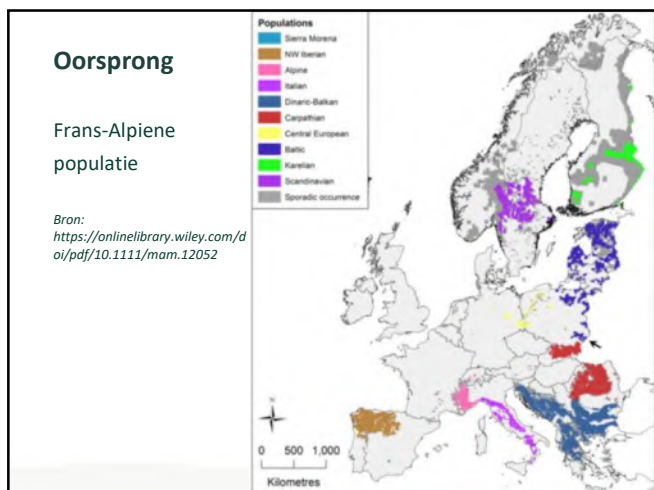 Oorsprong
Frans-Alpiene
populatie
Bron:
https://onlinelibrary.wiley.com/d
oi/pdf/10.1111/mam.12052
Populations
Sierra Morena
NW Iberian
Alpine
Italian
Dinaric-Balkan
Carpathian
Central European
Baltic
Karelian
Scandinavian
Sporadic occurrence
N
0 500 1,000
Kilometres